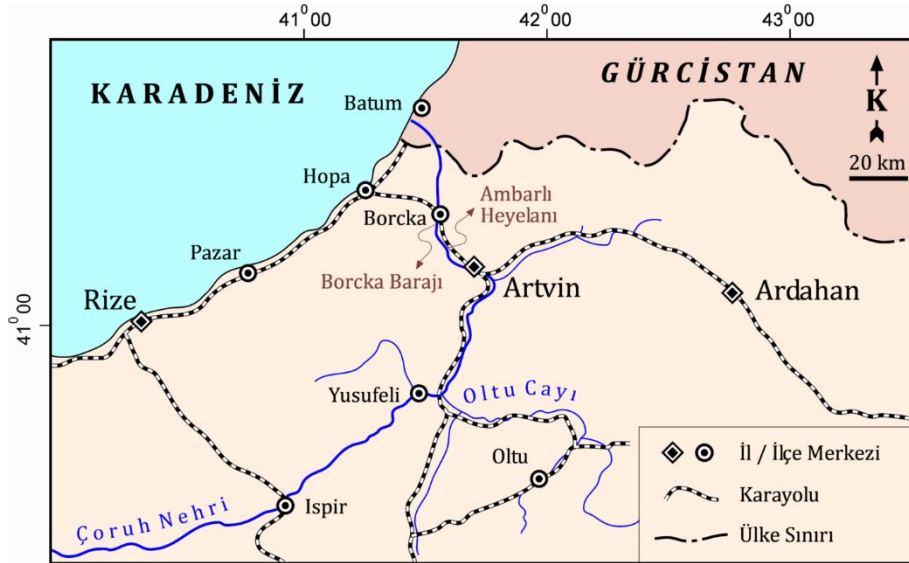 41⁰00
42⁰00
43⁰00
KARADENİZ
GÜRCİSTAN
Batum
K
20 km
Hopa
Ambarlı
Heyelanı
Borcka
Pazar
Borcka Barajı
Artvin
Rize
Ardahan
41⁰00
Yusufeli
Oltu Cayı
Oltu
İl / İlçe Merkezi
Çoruh Nehri
Ispir
Karayolu
Ülke Sınırı